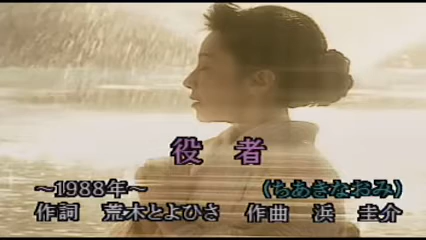 役 者
～1988年～ (ちあきなおみ)
作詞 荒木とよひさ 作曲 浜 圭介